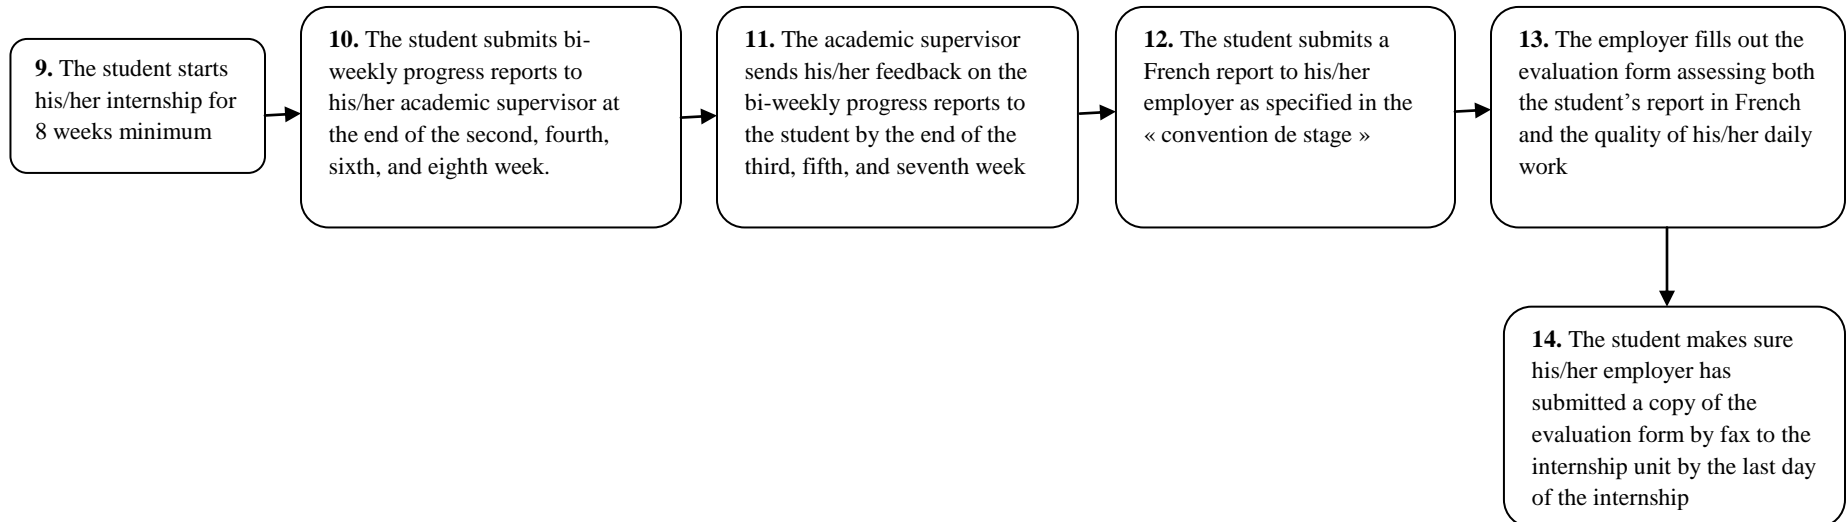 9. The student starts
his/her internship for
8 weeks minimum
10. The student submits bi-
weekly progress reports to
his/her academic supervisor at
the end of the second, fourth,
sixth, and eighth week.
11. The academic supervisor
sends his/her feedback on the
bi-weekly progress reports to
the student by the end of the
third, fifth, and seventh week
12. The student submits a
French report to his/her
employer as specified in the
« convention de stage »
13. The employer fills out the
evaluation form assessing both
the student’s report in French
and the quality of his/her daily
work
14. The student makes sure
his/her employer has
submitted a copy of the
evaluation form by fax to the
internship unit by the last day
of the internship